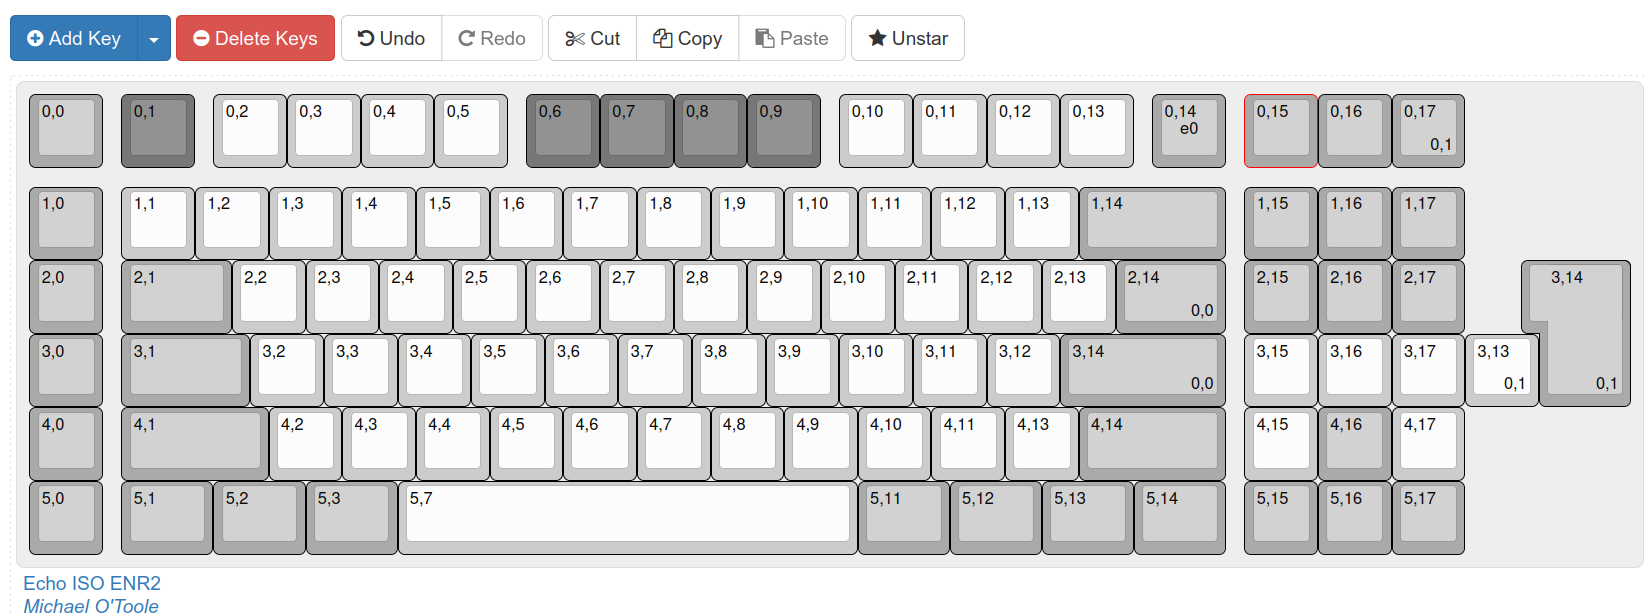 Add Key Delete Keys Undo Redo Cut Copy Paste Unstar
0,0 0,1 0,2 0,3 0,4 0,5 0,6 0,7 0,8 0,9 0,10 0,11 0,12 0,13 0,14 0,15 0,16 0,17
e0
0,1
1,0 1,1 1,2 1,3 1,4 1,5 1,6 1,7 1,8 1,9 1,10 1,11 1,12 1,13 1,14 1,15 1,16 1,17
2,0 2,1 2,2 2,3 2,4 2,5 2,6 2,7 2,8 2,9 2,10 2,11 2,12 2,13 2,14 2,15 2,16 2,17 3,14
0,0
3,0 3,1 3,2 3,3 3,4 3,5 3,6 3,7 3,8 3,9 3,10 3,11 3,12 3,14 3,15 3,16 3,17 3,13
0,0 0,1 0,1
4,0 4,1 4,2 4,3 4,4 4,5 4,6 4,7 4,8 4,9 4,10 4,11 4,13 4,14 4,15 4,16 4,17
5,0 5,1 5,2 5,3 5,7 5,11 5,12 5,13 5,14 5,15 5,16 5,17
Echo ISO ENR2
Michael O'Toole